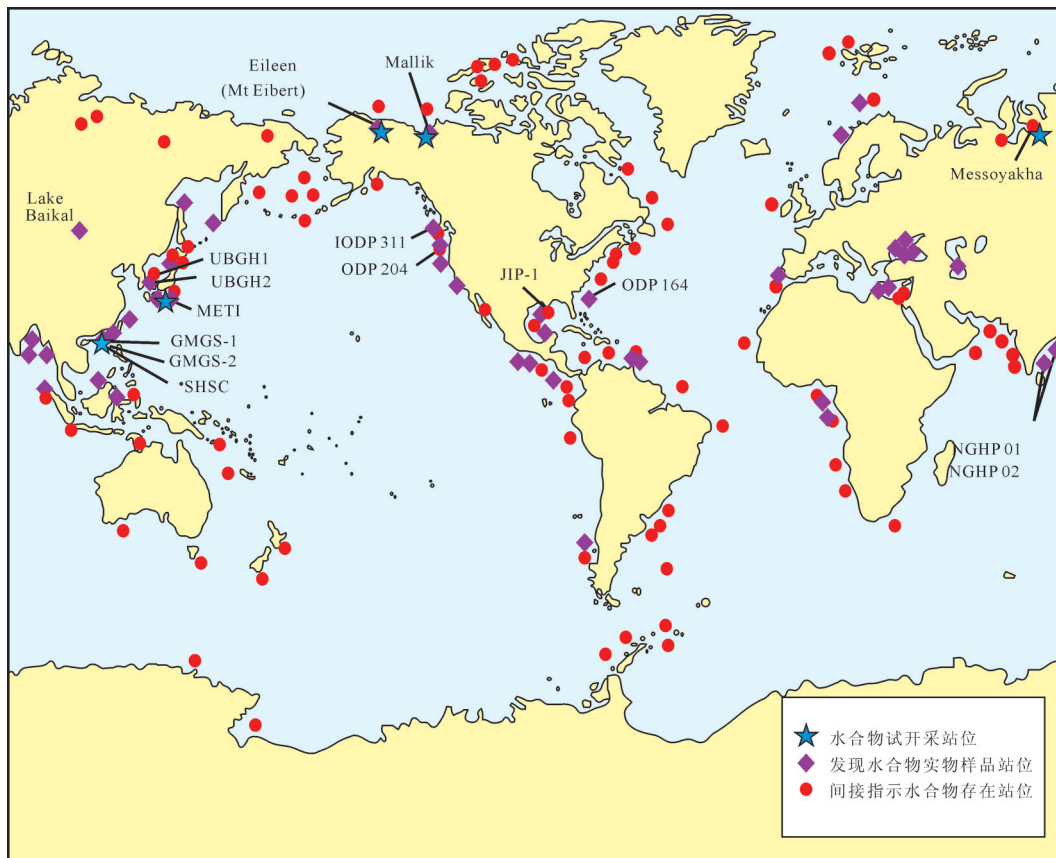 Eileen
(Mt Eibert)
Mallik
Messoyakha
Lake
Baikal
IODP 311
UBGH1
ODP 204
UBGH2
JIP-1
ODP 164
METI
GMGS-1
GMGS-2
SHSC
NGHP 01
NGHP 02
水合物试开采站位
发现水合物实物样品站位
间接指示水合物存在站位